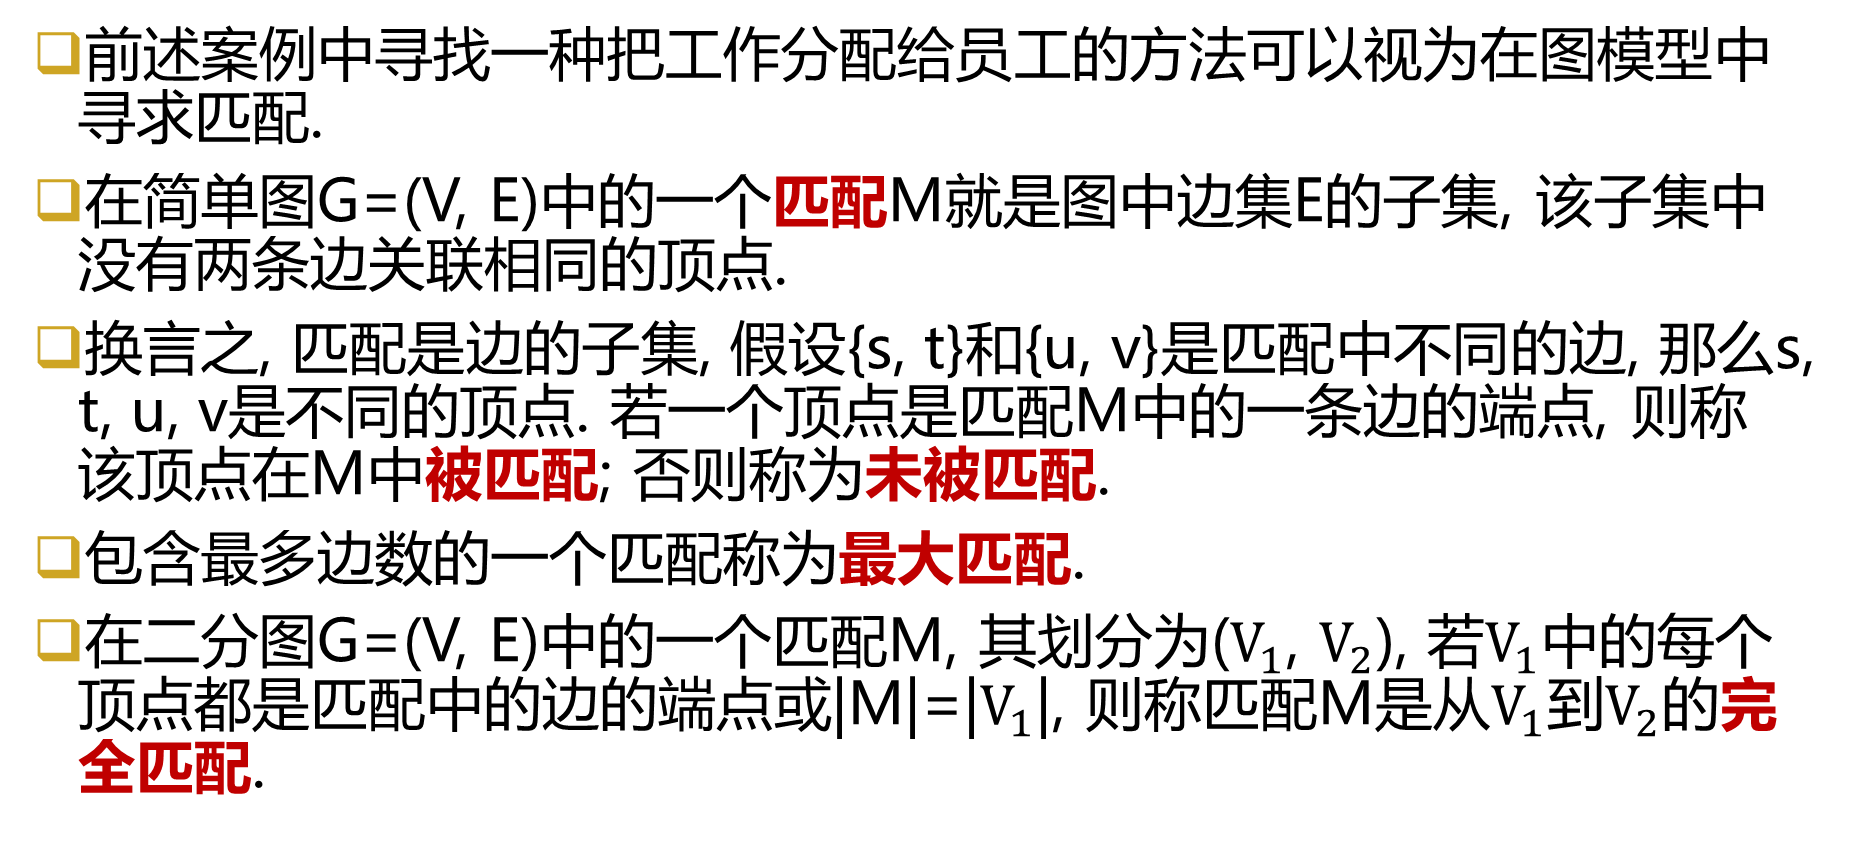 前述案例中寻找一种把工作分配给员工的方法可以视为在图模型中
寻求匹配.
在简单图G=(V, E)中的一个匹配M就是图中边集E的子集, 该子集中
没有两条边关联相同的顶点.
换言之, 匹配是边的子集, 假设{s, t}和{u, v}是匹配中不同的边, 那么s,
t, u, v是不同的顶点. 若一个顶点是匹配M中的一条边的端点, 则称
该顶点在M中被匹配; 否则称为未被匹配.
包含最多边数的一个匹配称为最大匹配.
在二分图G=(V, E)中的一个匹配M, 其划分为(V₁, V₂), 若V₁中的每个
顶点都是匹配中的边的端点或|M|=|V₁|, 则称匹配M是从V₁到V₂的完
全匹配.